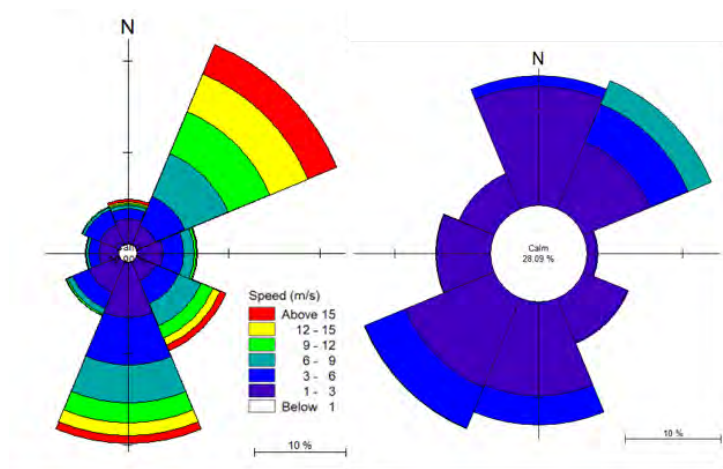 N
Speed (m/s)
Above 15
12 - 15
9 - 12
6 - 9
3 - 6
1 - 3
Below 1
10 %
N
Calm
28.09 %
10 %